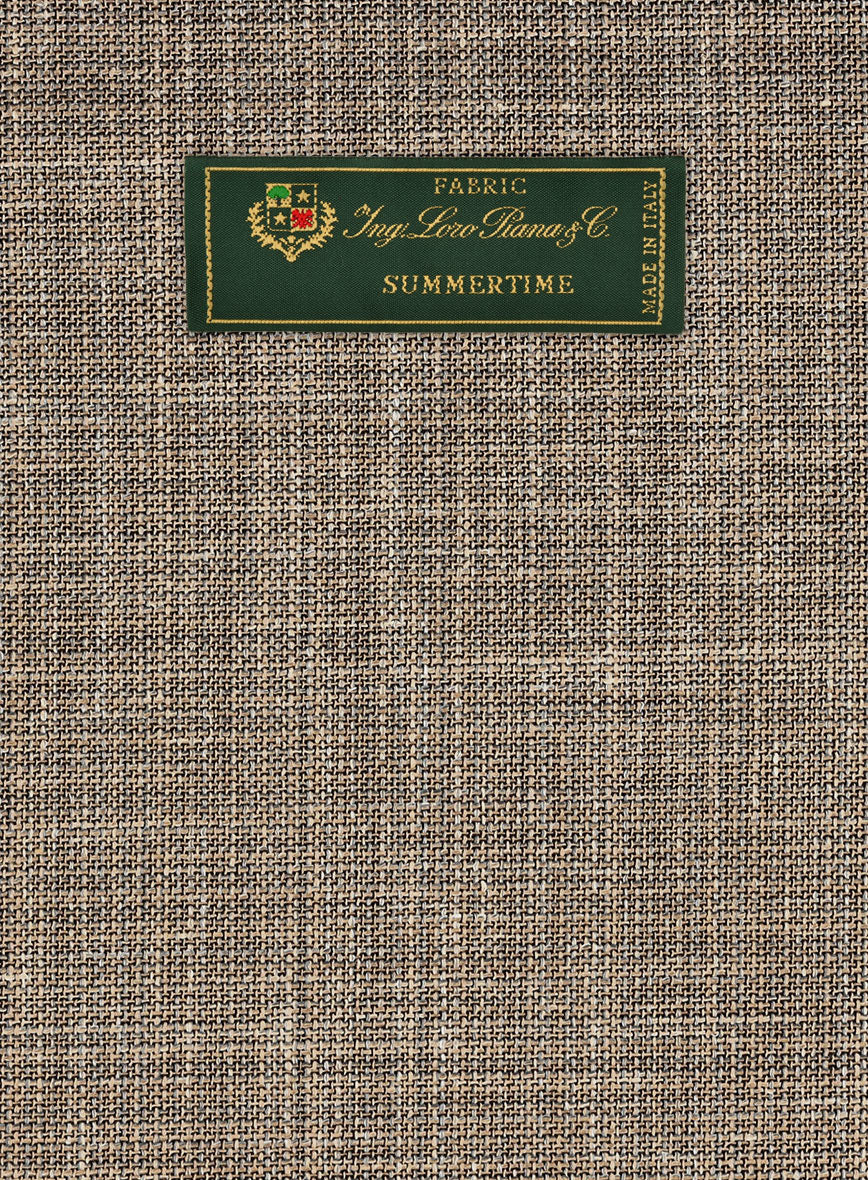 FABRIC
Ing. Loro Piana & C.
SUMMERTIME
MADE IN ITALY